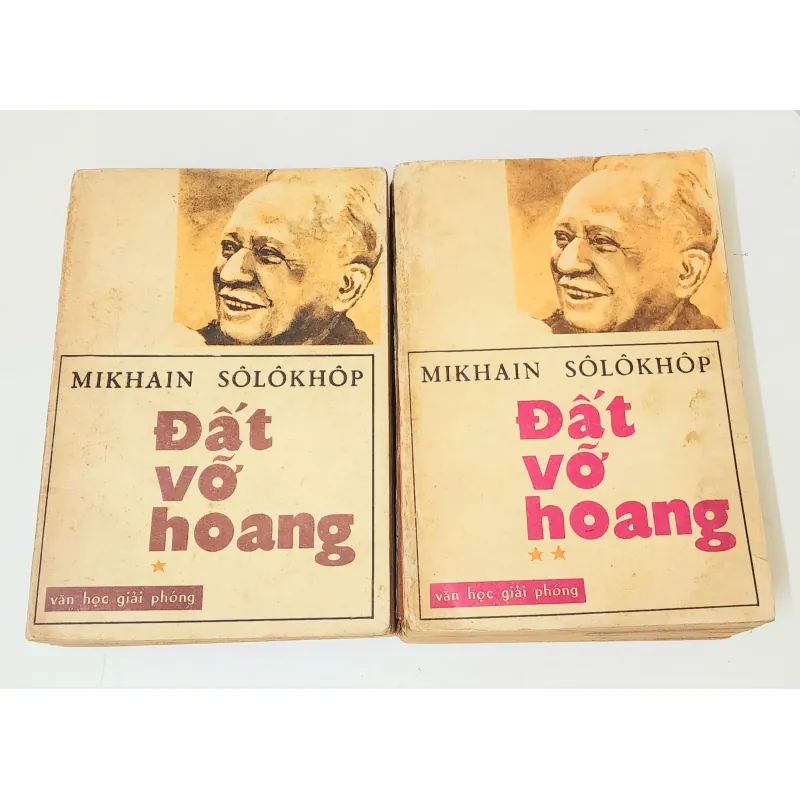 MIKHAIN SÔLÔKHÔP
Đất
vỡ
hoang
văn học giải phóng
MIKHAIN SÔLÔKHÔP
Đất
vỡ
hoang
văn học giải phóng